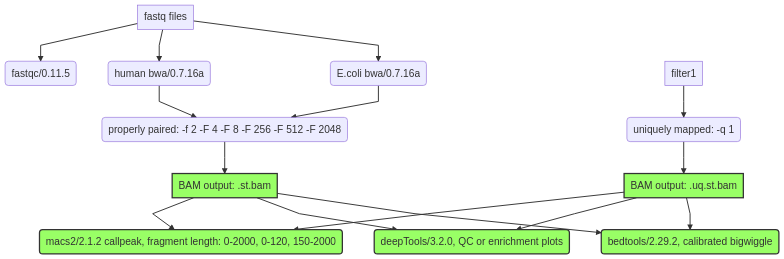 fastq files
fastqc/0.11.5
human bwa/0.7.16a
E.coli bwa/0.7.16a
filter1
properly paired: -f 2 -F 4 -F 8 -F 256 -F 512 -F 2048
uniquely mapped: -q 1
BAM output: .st.bam
BAM output: .uq.st.bam
macs2/2.1.2 callpeak, fragment length: 0-2000, 0-120, 150-2000
deepTools/3.2.0, QC or enrichment plots
bedtools/2.29.2, calibrated bigwiggle